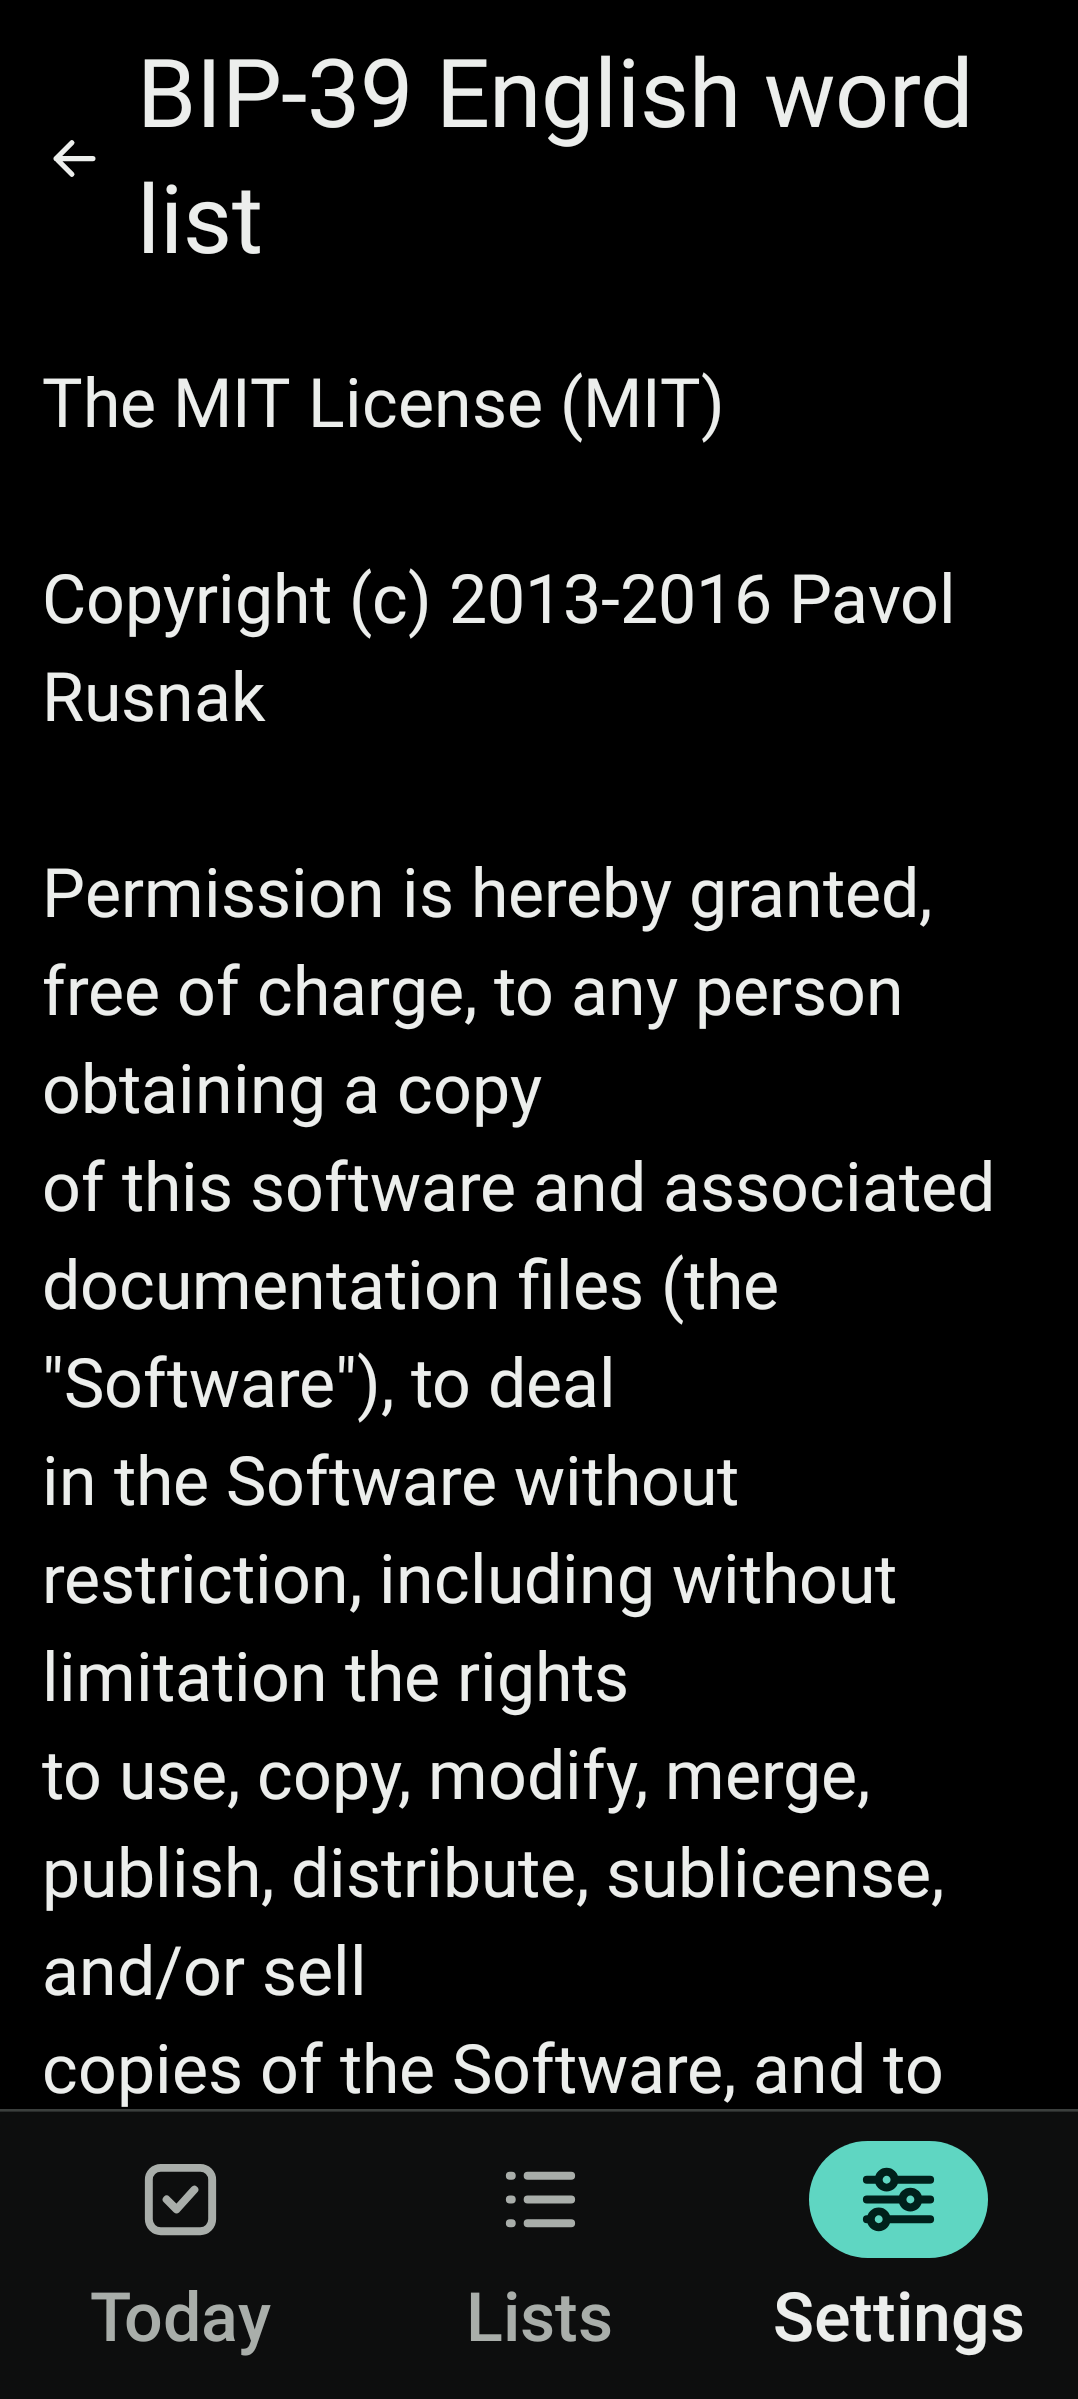 BIP-39 English word
list
The MIT License (MIT)
Copyright (c) 2013-2016 Pavol
Rusnak
Permission is hereby granted,
free of charge, to any person
obtaining a copy
of this software and associated
documentation files (the
"Software"), to deal
in the Software without
restriction, including without
limitation the rights
to use, copy, modify, merge,
publish, distribute, sublicense,
and/or sell
copies of the Software, and to
Today
Lists
Settings